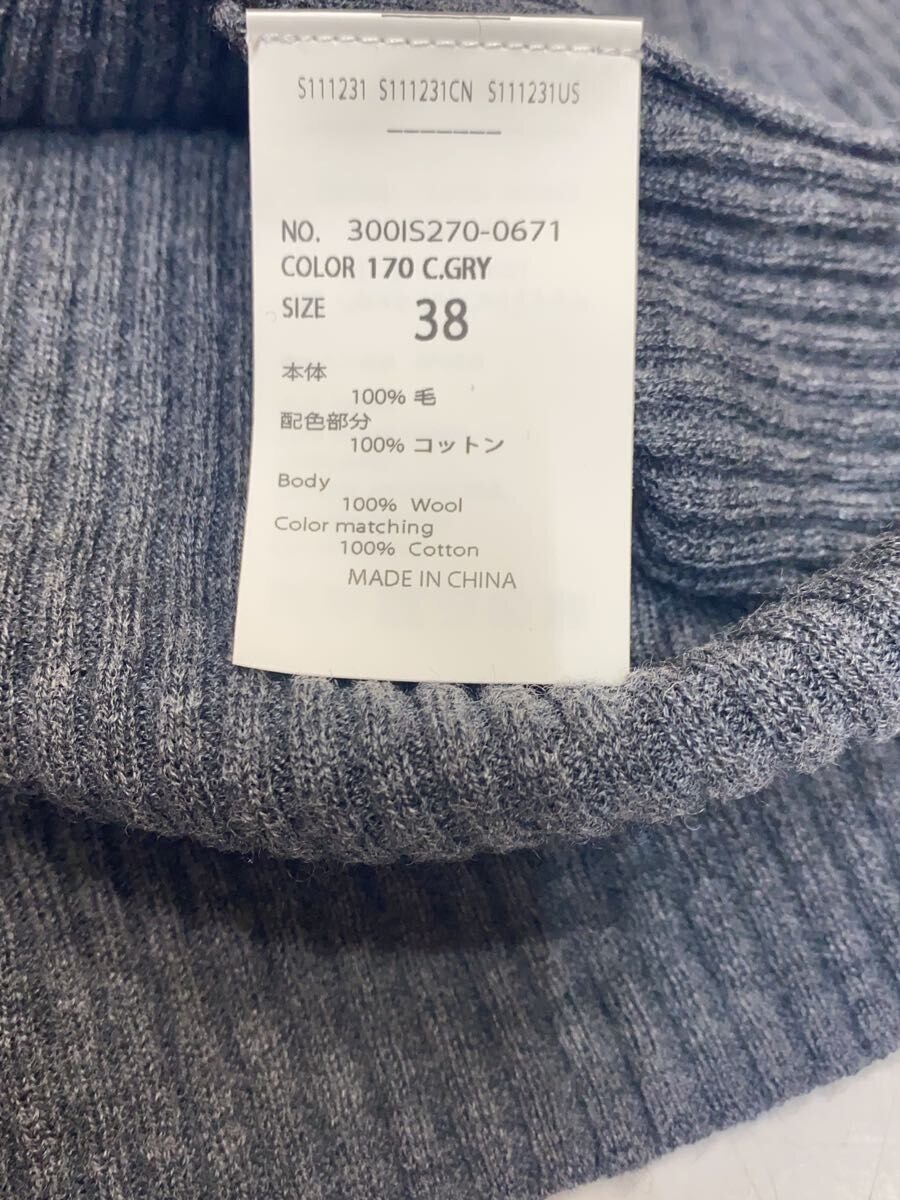 S111231 S111231CN S111231US
-------
NO. 300IS270-0671
COLOR 170 C.GRY
SIZE 38
本体
100% 毛
配色部分
100% コットン
Body
100% Wool
Color matching
100% Cotton
MADE IN CHINA